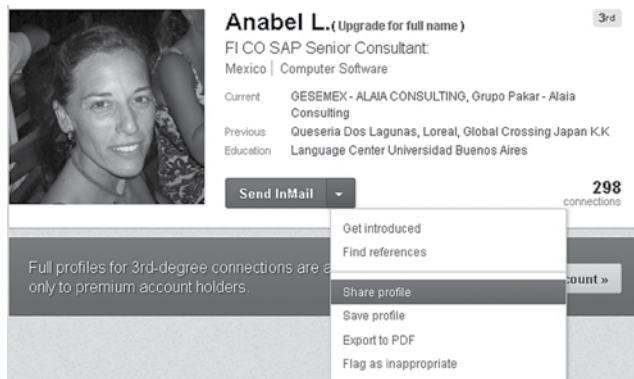 Anabel L. ( Upgrade for full name )
3rd
FI CO SAP Senior Consultant:
Mexico | Computer Software
Current GESEMEX - ALAIA CONSULTING, Grupo Pakar - Alaia
Consulting
Previous Queseria Dos Lagunas, Loreal, Global Crossing Japan K.K
Education Language Center Universidad Buenos Aires
Send InMail
298
connections
Get introduced
Find references
Full profiles for 3rd-degree connections are a
only to premium account holders.
count »
Share profile
Save profile
Export to PDF
Flag as inappropriate